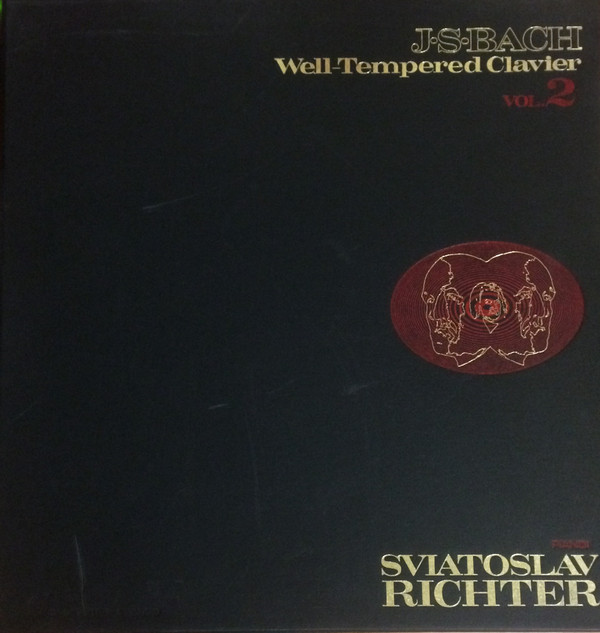 J·S·BACH
Well-Tempered Clavier
VOL.2
SVIATOSLAV
RICHTER